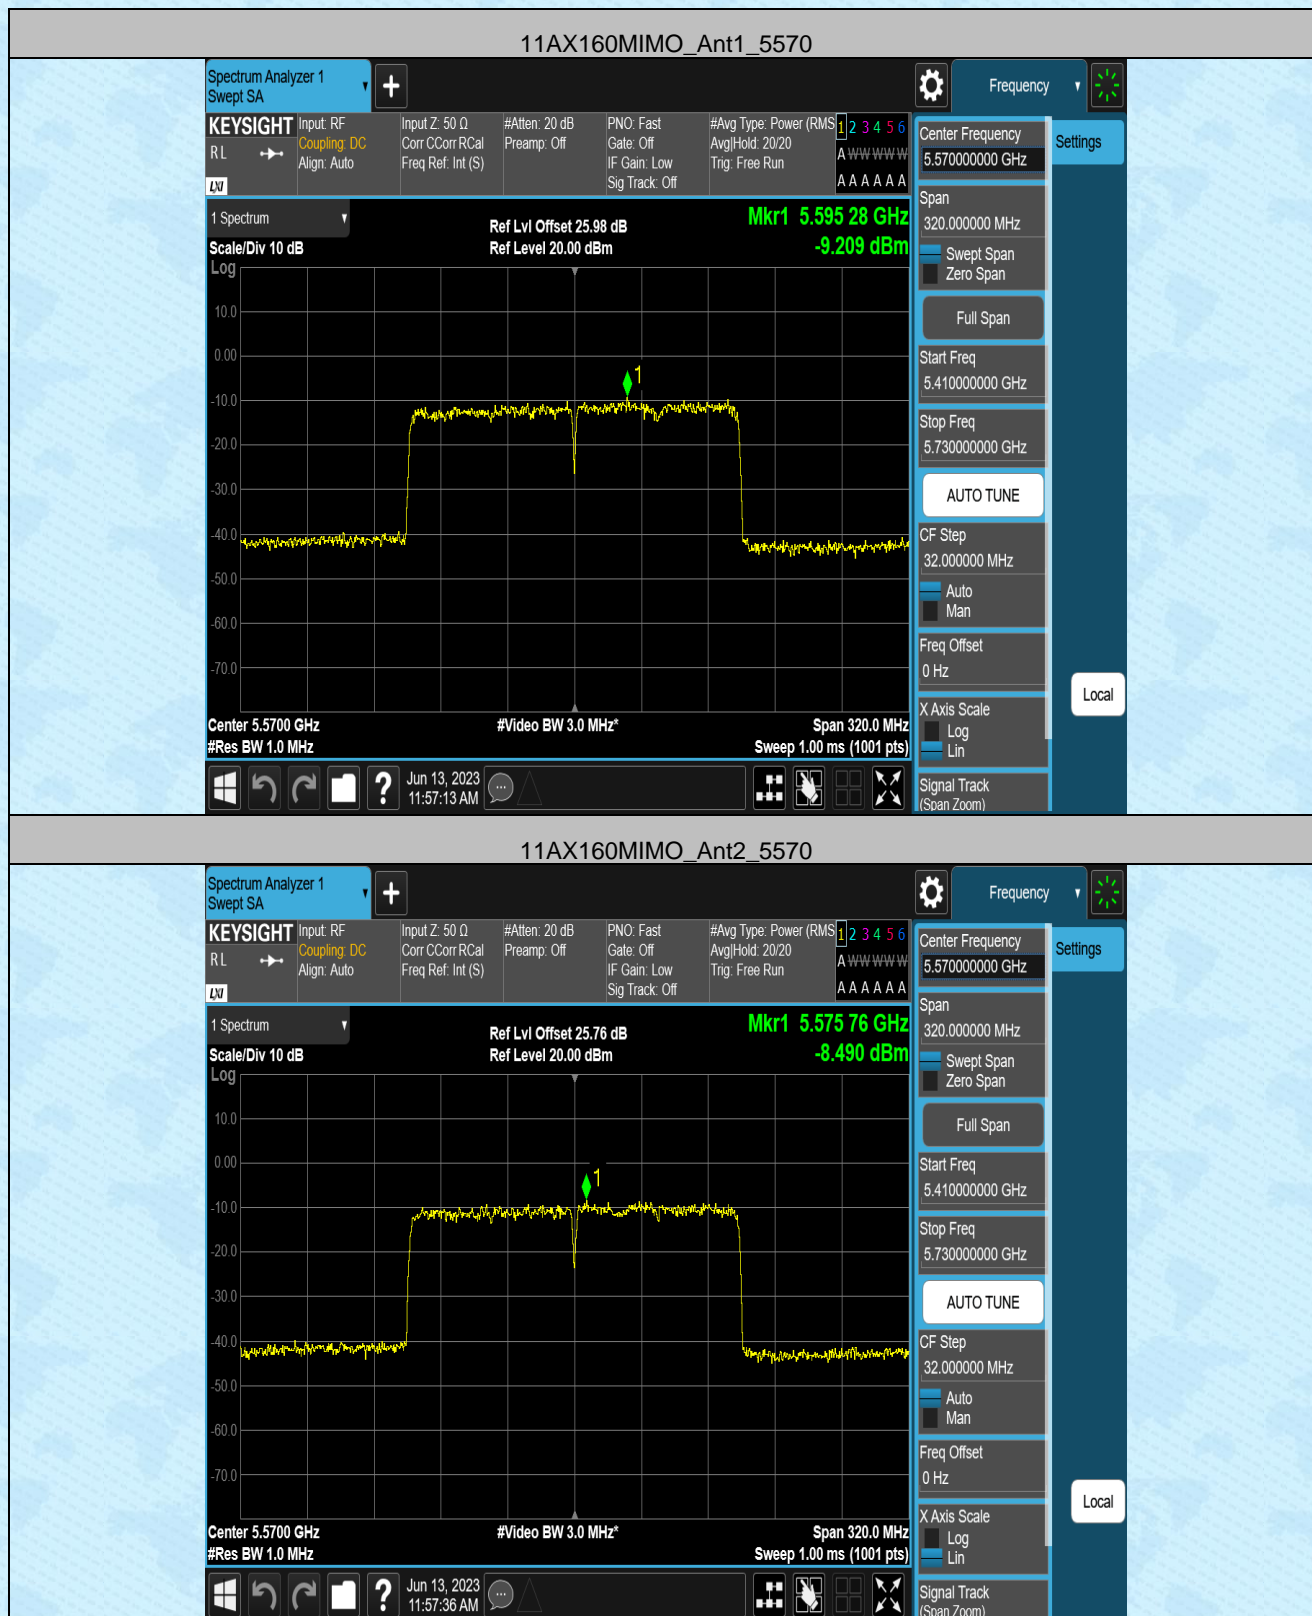 11AX160MIMO_Ant1_5570
Spectrum Analyzer 1
Swept SA
Frequency
KEYSIGHT
Input: RF
Input Z: 50 Ω
#Atten: 20 dB
PNO: Fast
#Avg Type: Power (RMS
1 2 3 4 5 6
R L
Coupling: DC
Corr CCorr RCal
Preamp: Off
Gate: Off
Avg|Hold: 20/20
A W W W W W
Align: Auto
Freq Ref: Int (S)
IF Gain: Low
Trig: Free Run
LXI
Sig Track: Off
A A A A A A
Center Frequency
5.570000000 GHz
Settings
1 Spectrum
Ref Lvl Offset 25.98 dB
Mkr1 5.595 28 GHz
Scale/Div 10 dB
Ref Level 20.00 dBm
-9.209 dBm
Log
10.0
0.00
-10.0
-20.0
-30.0
-40.0
-50.0
-60.0
-70.0
1
Span
320.000000 MHz
Swept Span
Zero Span
Full Span
Start Freq
5.410000000 GHz
Stop Freq
5.730000000 GHz
AUTO TUNE
CF Step
32.000000 MHz
Auto
Man
Freq Offset
0 Hz
Local
X Axis Scale
Log
Lin
Signal Track
(Span Zoom)
Center 5.5700 GHz
#Video BW 3.0 MHz*
Span 320.0 MHz
#Res BW 1.0 MHz
Sweep 1.00 ms (1001 pts)
?
Jun 13, 2023
11:57:13 AM
11AX160MIMO_Ant2_5570
Spectrum Analyzer 1
Swept SA
Frequency
KEYSIGHT
Input: RF
Input Z: 50 Ω
#Atten: 20 dB
PNO: Fast
#Avg Type: Power (RMS
1 2 3 4 5 6
R L
Coupling: DC
Corr CCorr RCal
Preamp: Off
Gate: Off
Avg|Hold: 20/20
A W W W W W
Align: Auto
Freq Ref: Int (S)
IF Gain: Low
Trig: Free Run
LXI
Sig Track: Off
A A A A A A
Center Frequency
5.570000000 GHz
Settings
1 Spectrum
Ref Lvl Offset 25.76 dB
Mkr1 5.575 76 GHz
Scale/Div 10 dB
Ref Level 20.00 dBm
-8.490 dBm
Log
10.0
0.00
-10.0
-20.0
-30.0
-40.0
-50.0
-60.0
-70.0
1
Span
320.000000 MHz
Swept Span
Zero Span
Full Span
Start Freq
5.410000000 GHz
Stop Freq
5.730000000 GHz
AUTO TUNE
CF Step
32.000000 MHz
Auto
Man
Freq Offset
0 Hz
Local
X Axis Scale
Log
Lin
Signal Track
(Span Zoom)
Center 5.5700 GHz
#Video BW 3.0 MHz*
Span 320.0 MHz
#Res BW 1.0 MHz
Sweep 1.00 ms (1001 pts)
?
Jun 13, 2023
11:57:36 AM